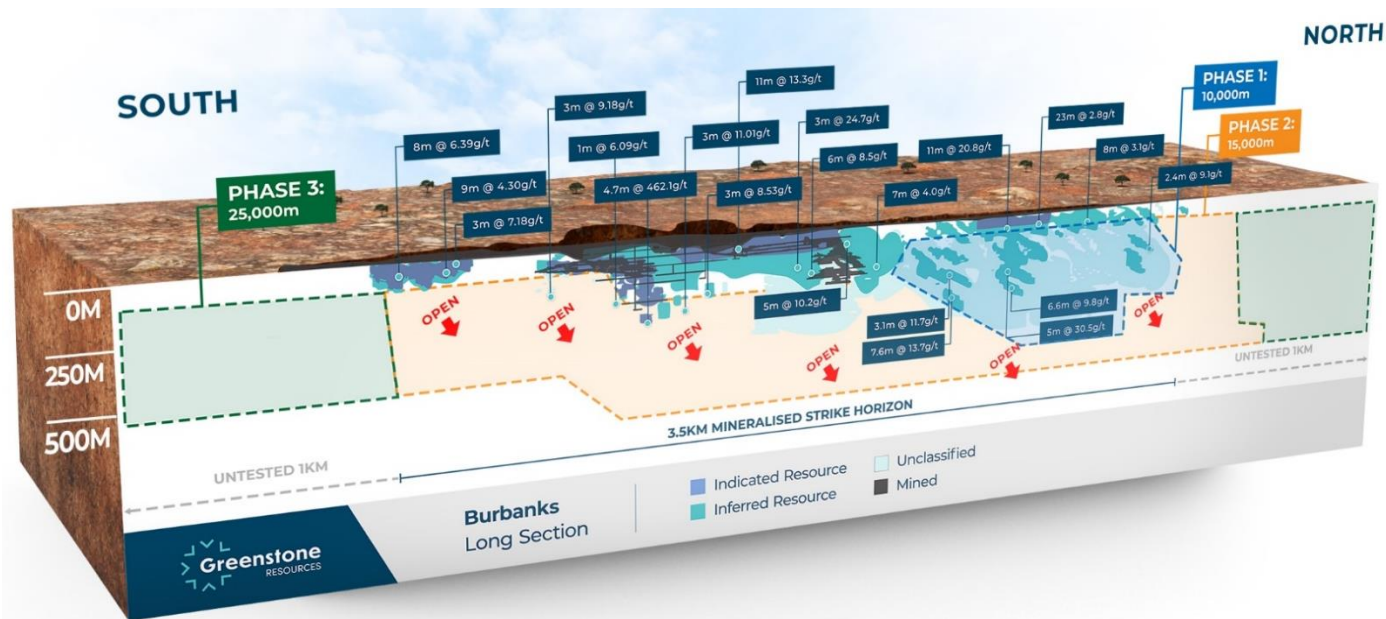 NORTH
SOUTH
11m @ 13.3g/t
PHASE 1:
10,000m
3m @ 9.18g/t
3m @ 24.7g/t
23m @ 2.8g/t
PHASE 2:
15,000m
8m @ 6.39g/t
1m @ 6.09g/t
3m @ 11.01g/t
6m @ 8.5g/t
11m @ 20.8g/t
8m @ 3.1g/t
PHASE 3:
25,000m
9m @ 4.30g/t
4.7m @ 462.1g/t
3m @ 8.53g/t
7m @ 4.0g/t
2.4m @ 9.1g/t
3m @ 7.18g/t
0M
250M
500M
5m @ 10.2g/t
3.1m @ 11.7g/t
7.6m @ 13.7g/t
6.6m @ 9.8g/t
5m @ 30.5g/t
OPEN
OPEN
OPEN
OPEN
OPEN
OPEN
UNTESTED 1KM
3.5KM MINERALISED STRIKE HORIZON
UNTESTED 1KM
Burbanks
Long Section
Indicated Resource
Inferred Resource
Unclassified
Mined
Greenstone
RESOURCES